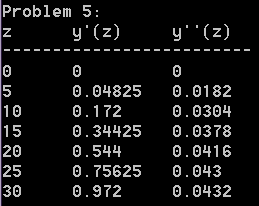 Problem 5:
z y'(z) y''(z)
------------------------------
0 0 0
5 0.04825 0.0182
10 0.172 0.0304
15 0.34425 0.0378
20 0.544 0.0416
25 0.75625 0.043
30 0.972 0.0432